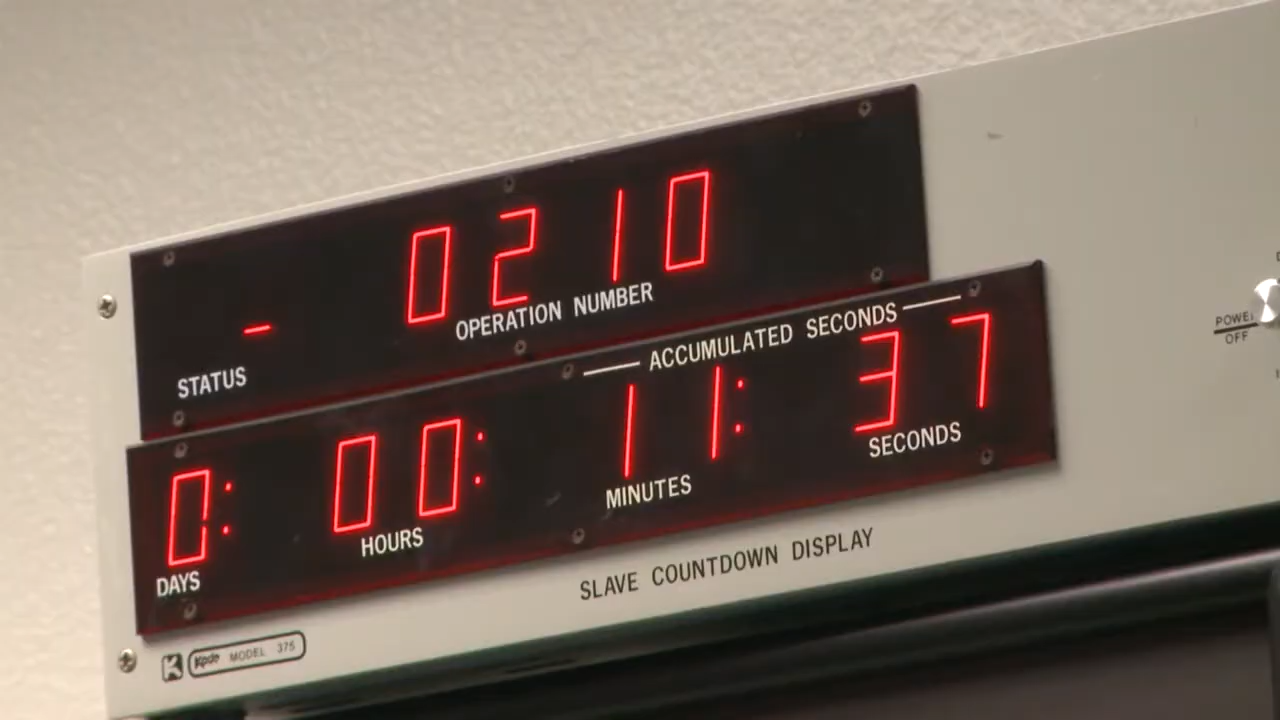 - 0210
STATUS OPERATION NUMBER
ACCUMULATED SECONDS
0: 00: 11: 37
DAYS HOURS MINUTES SECONDS
SLAVE COUNTDOWN DISPLAY
K Kode MODEL 375
POWER
OFF